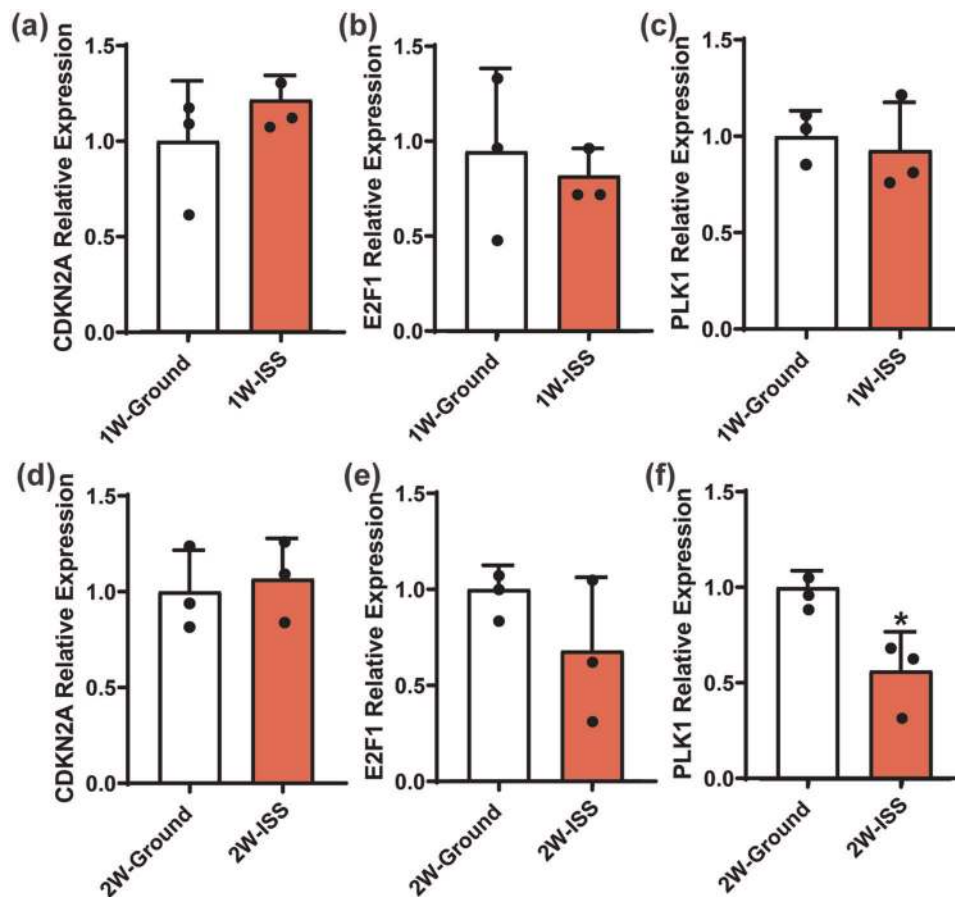 (a)
CDKN2A Relative Expression
1.5
1.0
0.5
0.0
1W-Ground
1W-ISS
(b)
E2F1 Relative Expression
1.5
1.0
0.5
0.0
1W-Ground
1W-ISS
(c)
PLK1 Relative Expression
1.5
1.0
0.5
0.0
1W-Ground
1W-ISS
(d)
CDKN2A Relative Expression
1.5
1.0
0.5
0.0
2W-Ground
2W-ISS
(e)
E2F1 Relative Expression
1.5
1.0
0.5
0.0
2W-Ground
2W-ISS
(f)
PLK1 Relative Expression
1.5
1.0
0.5
0.0
*
2W-Ground
2W-ISS